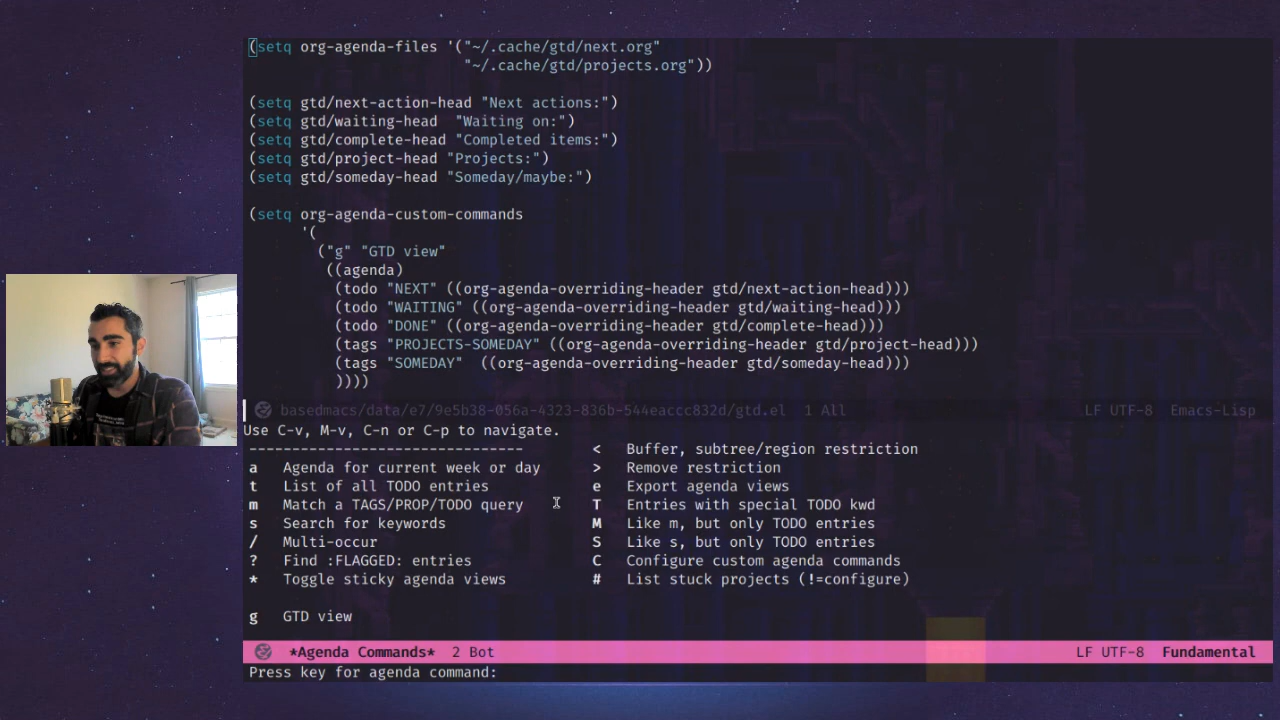 (setq org-agenda-files '("~/.cache/gtd/next.org"
"~/.cache/gtd/projects.org"))
(setq gtd/next-action-head "Next actions:")
(setq gtd/waiting-head  "Waiting on:")
(setq gtd/complete-head "Completed items:")
(setq gtd/project-head "Projects:")
(setq gtd/someday-head "Someday/maybe:")
(setq org-agenda-custom-commands
'(
("g" "GTD view"
((agenda)
(todo "NEXT" ((org-agenda-overriding-header gtd/next-action-head)))
(todo "WAITING" ((org-agenda-overriding-header gtd/waiting-head)))
(todo "DONE" ((org-agenda-overriding-header gtd/complete-head)))
(tags "PROJECTS-SOMEDAY" ((org-agenda-overriding-header gtd/project-head)))
(tags "SOMEDAY"  ((org-agenda-overriding-header gtd/someday-head)))
))))
basedmacs/data/e7/9e5b38-056a-4323-836b-544eaccc832d/gtd.el  1 All  LF UTF-8  Emacs-Lisp
Use C-v, M-v, C-n or C-p to navigate.
------------------------------- < Buffer, subtree/region restriction
a Agenda for current week or day > Remove restriction
t List of all TODO entries e Export agenda views
m Match a TAGS/PROP/TODO query T Entries with special TODO kwd
s Search for keywords M Like m, but only TODO entries
/ Multi-occur S Like s, but only TODO entries
? Find :FLAGGED: entries C Configure custom agenda commands
* Toggle sticky agenda views # List stuck projects (!=configure)
g GTD view
*Agenda Commands*  2 Bot  LF UTF-8  Fundamental
Press key for agenda command: